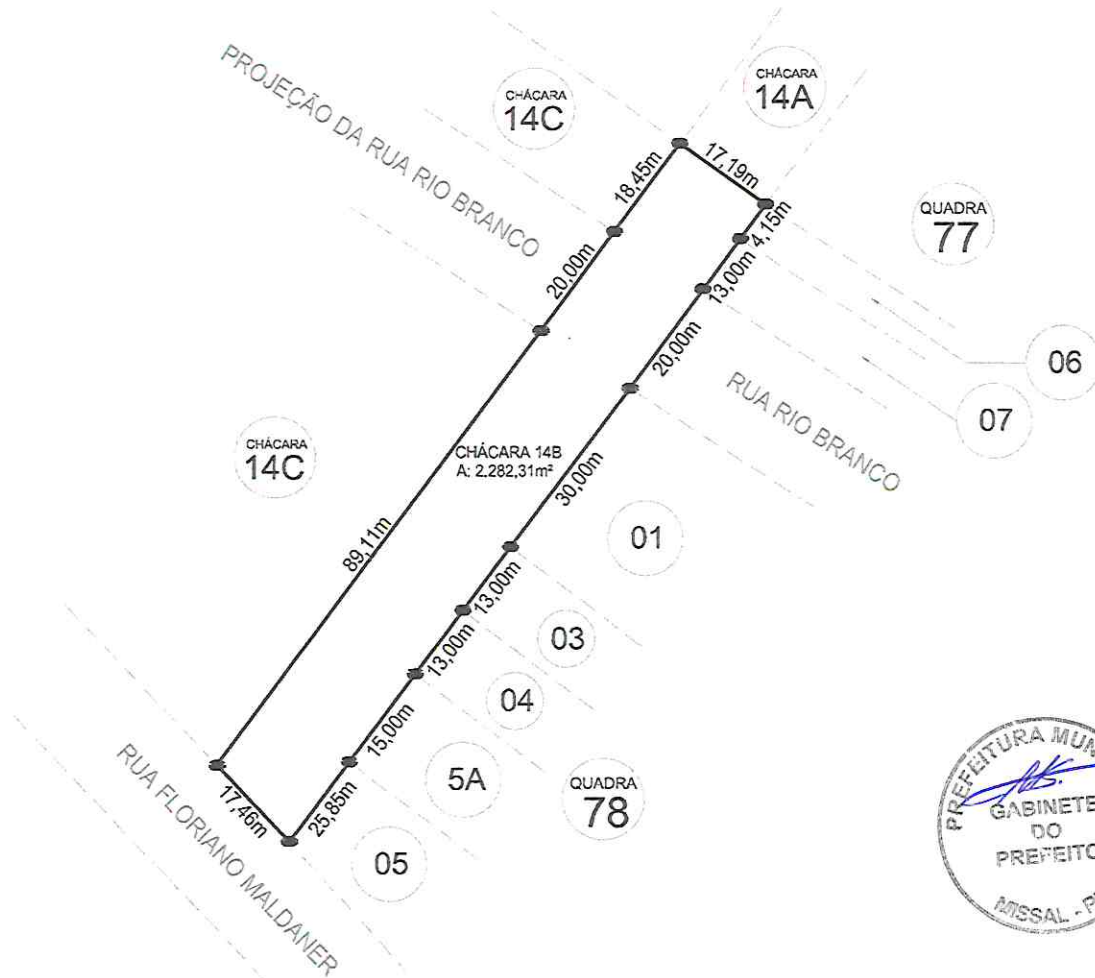 CHÁCARA
14A
CHÁCARA
14C
PROJEÇÃO DA RUA RIO BRANCO
18,45m
17,19m
4,15m
QUADRA
77
20,00m
13,00m
20,00m
06
07
RUA RIO BRANCO
CHÁCARA
14C
CHÁCARA 14B
A: 2.282,31m²
30,00m
89,11m
01
13,00m
03
13,00m
04
15,00m
5A
QUADRA
78
25,85m
17,46m
05
RUA FLORIANO MALDANER
PREFEITURA MUN
GABINETE
DO
PREFEITO
MISSAL - P